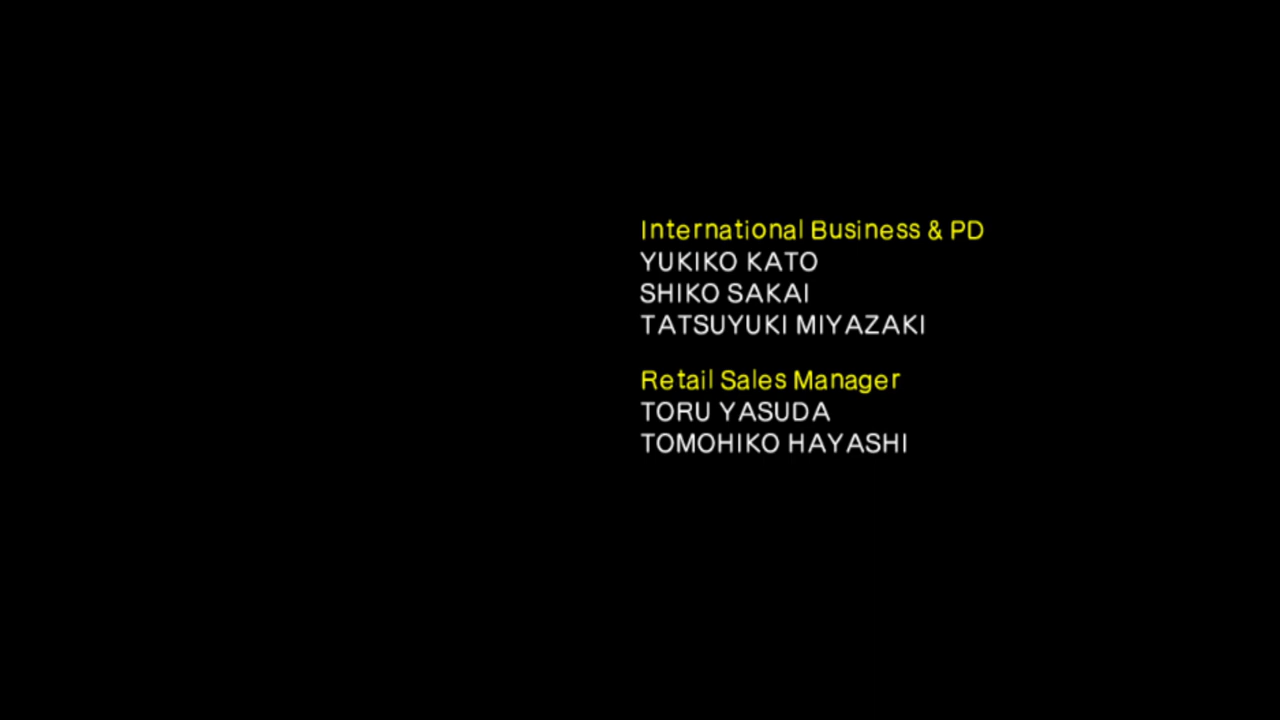 International Business & PD
YUKIKO KATO
SHIKO SAKAI
TATSUYUKI MIYAZAKI
Retail Sales Manager
TORU YASUDA
TOMOHIKO HAYASHI